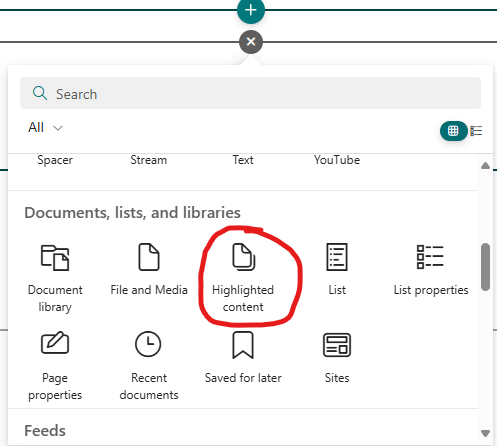 Search
All
Spacer Stream Text YouTube
Documents, lists, and libraries
Document library File and Media Highlighted content List List properties
Page properties Recent documents Saved for later Sites
Feeds